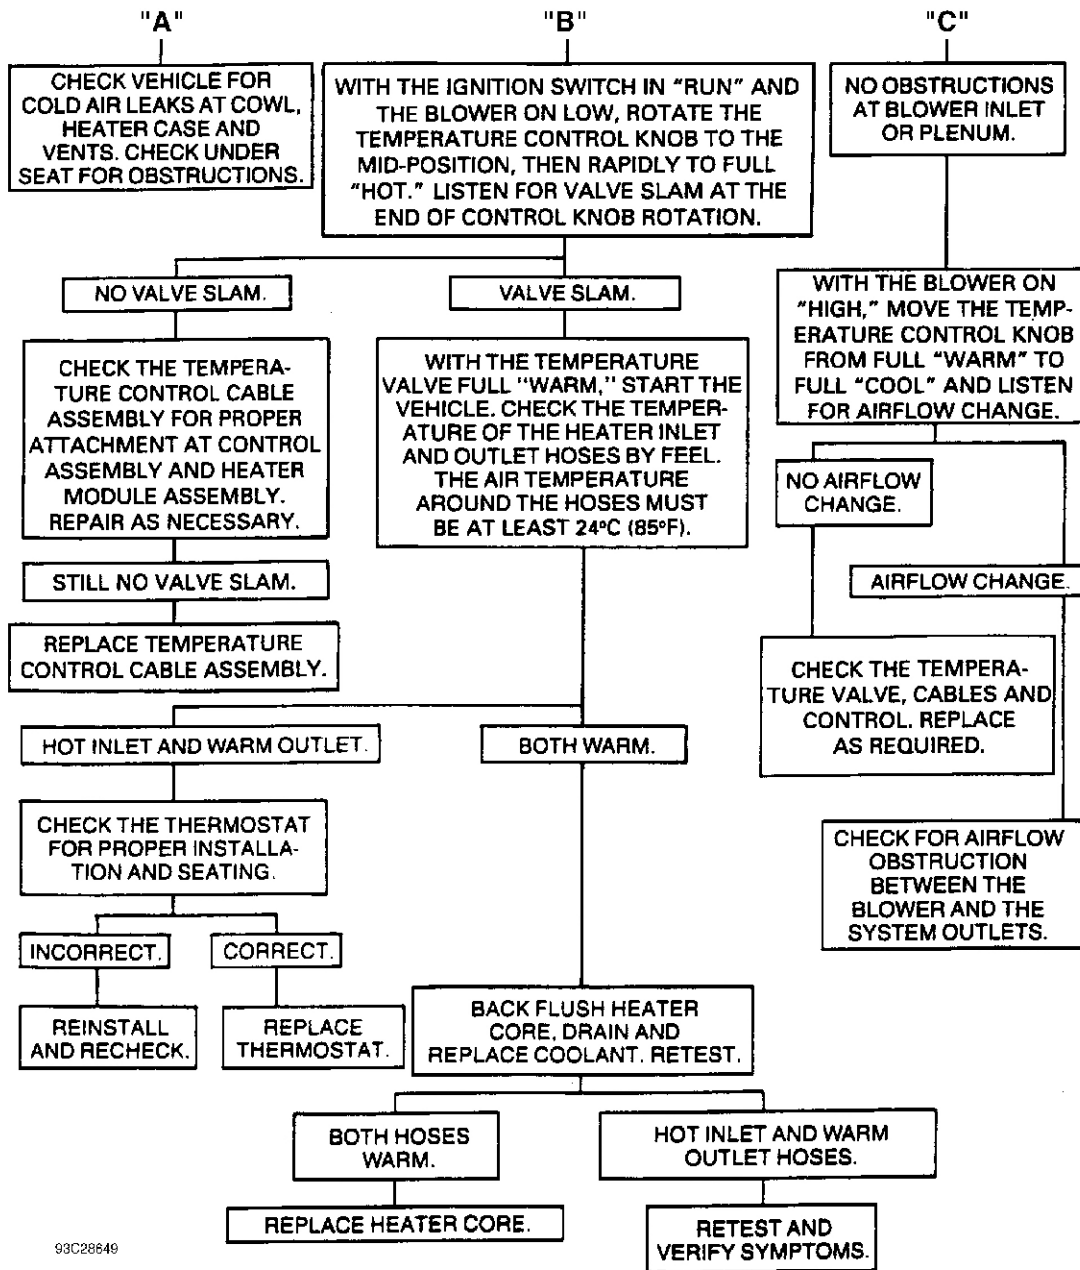 "A"
CHECK VEHICLE FOR
COLD AIR LEAKS AT COWL,
HEATER CASE AND
VENTS. CHECK UNDER
SEAT FOR OBSTRUCTIONS.
"B"
WITH THE IGNITION SWITCH IN "RUN" AND
THE BLOWER ON LOW, ROTATE THE
TEMPERATURE CONTROL KNOB TO THE
MID-POSITION, THEN RAPIDLY TO FULL
"HOT." LISTEN FOR VALVE SLAM AT THE
END OF CONTROL KNOB ROTATION.
NO VALVE SLAM.
CHECK THE TEMPERA-
TURE CONTROL CABLE
ASSEMBLY FOR PROPER
ATTACHMENT AT CONTROL
ASSEMBLY AND HEATER
MODULE ASSEMBLY.
REPAIR AS NECESSARY.
STILL NO VALVE SLAM.
REPLACE TEMPERATURE
CONTROL CABLE ASSEMBLY.
VALVE SLAM.
WITH THE TEMPERATURE
VALVE FULL "WARM," START THE
VEHICLE. CHECK THE TEMPER-
ATURE OF THE HEATER INLET
AND OUTLET HOSES BY FEEL.
THE AIR TEMPERATURE
AROUND THE HOSES MUST
BE AT LEAST 24°C (85°F).
HOT INLET AND WARM OUTLET.
CHECK THE THERMOSTAT
FOR PROPER INSTALLA-
TION AND SEATING.
INCORRECT.
REINSTALL
AND RECHECK.
CORRECT.
REPLACE
THERMOSTAT.
BOTH WARM.
BACK FLUSH HEATER
CORE, DRAIN AND
REPLACE COOLANT. RETEST.
BOTH HOSES
WARM.
REPLACE HEATER CORE.
HOT INLET AND WARM
OUTLET HOSES.
RETEST AND
VERIFY SYMPTOMS.
"C"
NO OBSTRUCTIONS
AT BLOWER INLET
OR PLENUM.
WITH THE BLOWER ON
"HIGH," MOVE THE TEMP-
ERATURE CONTROL KNOB
FROM FULL "WARM" TO
FULL "COOL" AND LISTEN
FOR AIRFLOW CHANGE.
NO AIRFLOW
CHANGE.
CHECK THE TEMPERA-
TURE VALVE, CABLES AND
CONTROL. REPLACE
AS REQUIRED.
AIRFLOW CHANGE.
CHECK FOR AIRFLOW
OBSTRUCTION
BETWEEN THE
BLOWER AND THE
SYSTEM OUTLETS.
93C28649